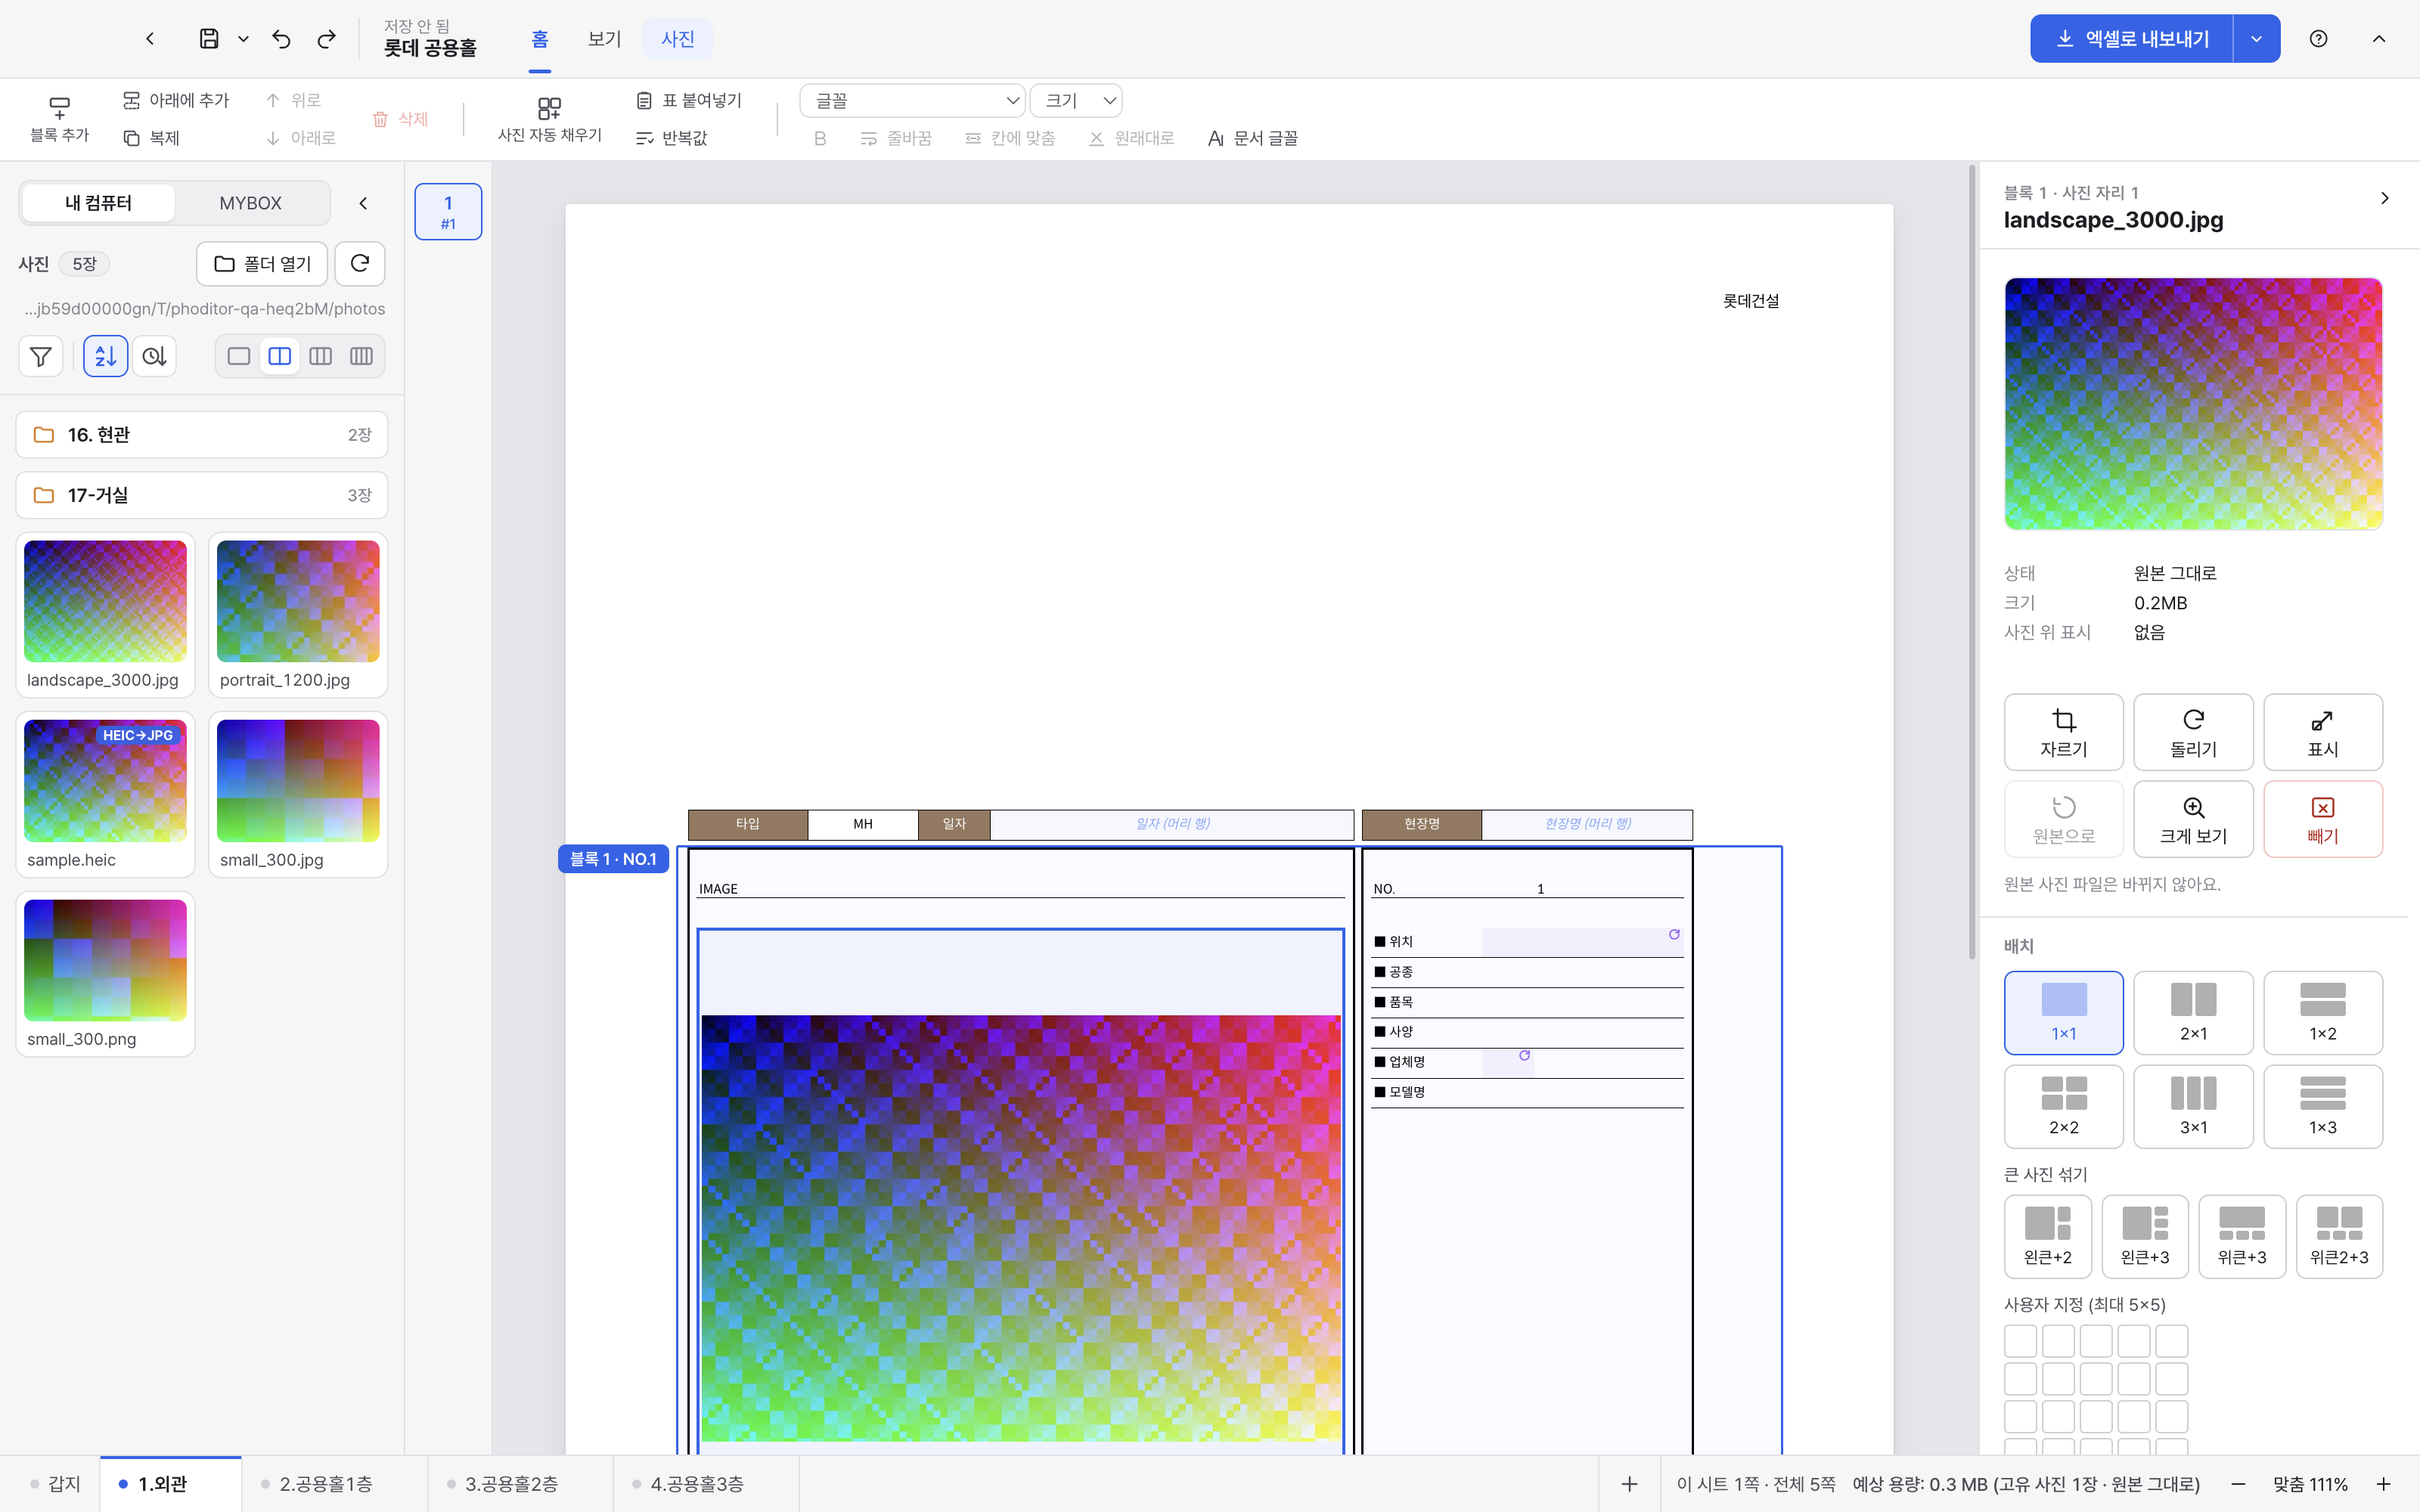 저장 안 됨
롯데 공용홀
홈
보기
사진
엑셀로 내보내기
블록 추가
아래에 추가
복제
위로
아래로
삭제
사진 자동 채우기
표 붙여넣기
반복값
글꼴
크기
B
줄바꿈
칸에 맞춤
원래대로
문서 글꼴
내 컴퓨터
MYBOX
사진
5장
폴더 열기
...jb59d00000gn/T/phoditor-qa-heq2bM/photos
16. 현관
2장
17-거실
3장
landscape_3000.jpg
portrait_1200.jpg
HEIC→JPG
sample.heic
small_300.jpg
small_300.png
1
#1
롯데건설
타입
MH
일자
일자 (머리 행)
현장명
현장명 (머리 행)
블록 1 · NO.1
IMAGE
NO.
1
■ 위치
■ 공종
■ 품목
■ 사양
■ 업체명
■ 모델명
블록 1 · 사진 자리 1
landscape_3000.jpg
상태
원본 그대로
크기
0.2MB
사진 위 표시
없음
자르기
돌리기
표시
원본으로
크게 보기
빼기
원본 사진 파일은 바뀌지 않아요.
배치
1×1
2×1
1×2
2×2
3×1
1×3
큰 사진 섞기
왼큰+2
왼큰+3
위큰+3
위큰2+3
사용자 지정 (최대 5×5)
갑지
1.외관
2.공용홀1층
3.공용홀2층
4.공용홀3층
이 시트 1쪽 · 전체 5쪽
예상 용량: 0.3 MB (고유 사진 1장 · 원본 그대로)
맞춤 111%